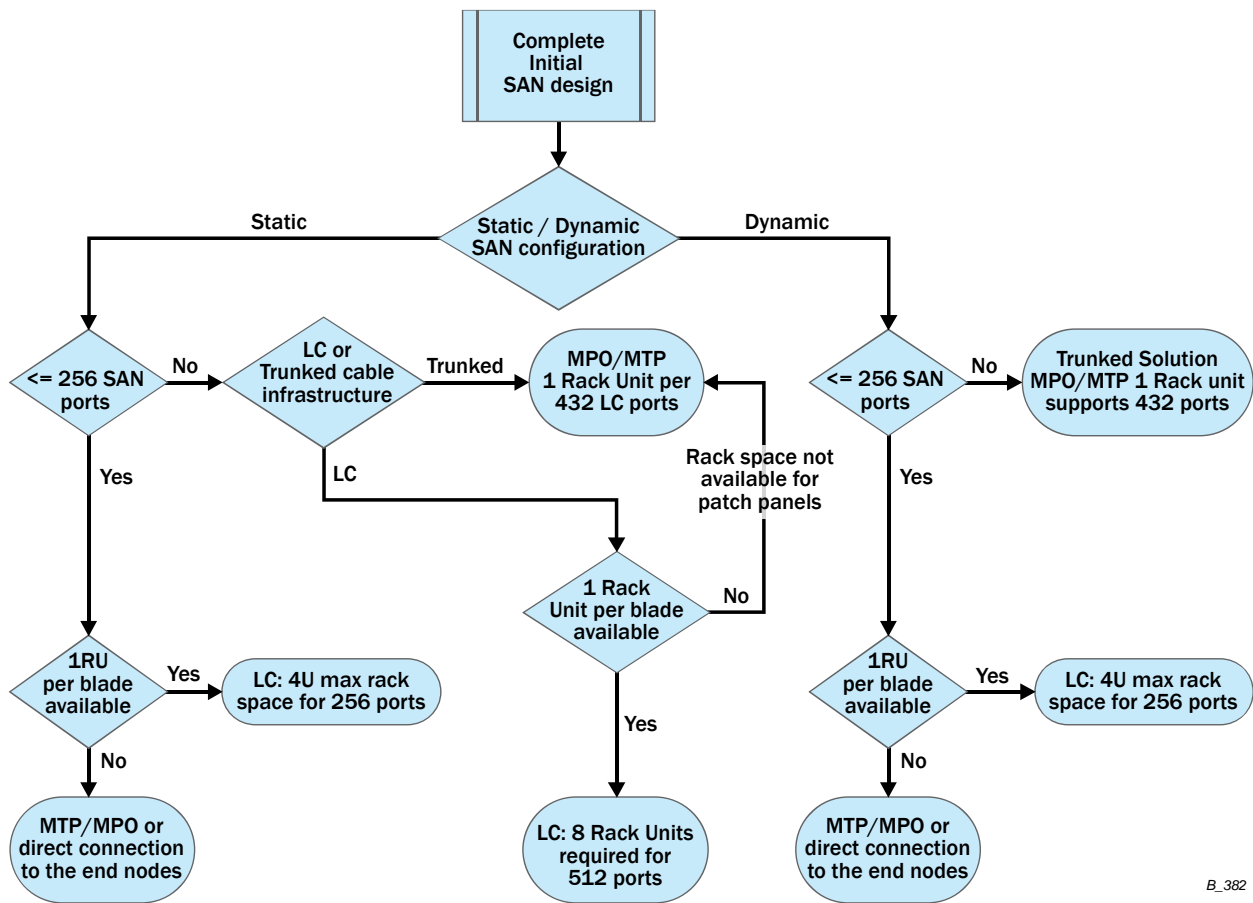 Complete
Initial
SAN design
Static
Static / Dynamic
SAN configuration
Dynamic
<= 256 SAN
ports
No
LC or
Trunked cable
infrastructure
Trunked
MPO/MTP
1 Rack Unit per
432 LC ports
<= 256 SAN
ports
No
Trunked Solution
MPO/MTP 1 Rack unit
supports 432 ports
Yes
LC
Rack space not
available for
patch panels
Yes
1 Rack
Unit per blade
available
No
1RU
per blade
available
Yes
LC: 4U max rack
space for 256 ports
Yes
1RU
per blade
available
Yes
LC: 4U max rack
space for 256 ports
No
No
MTP/MPO or
direct connection
to the end nodes
LC: 8 Rack Units
required for
512 ports
MTP/MPO or
direct connection
to the end nodes
B_382